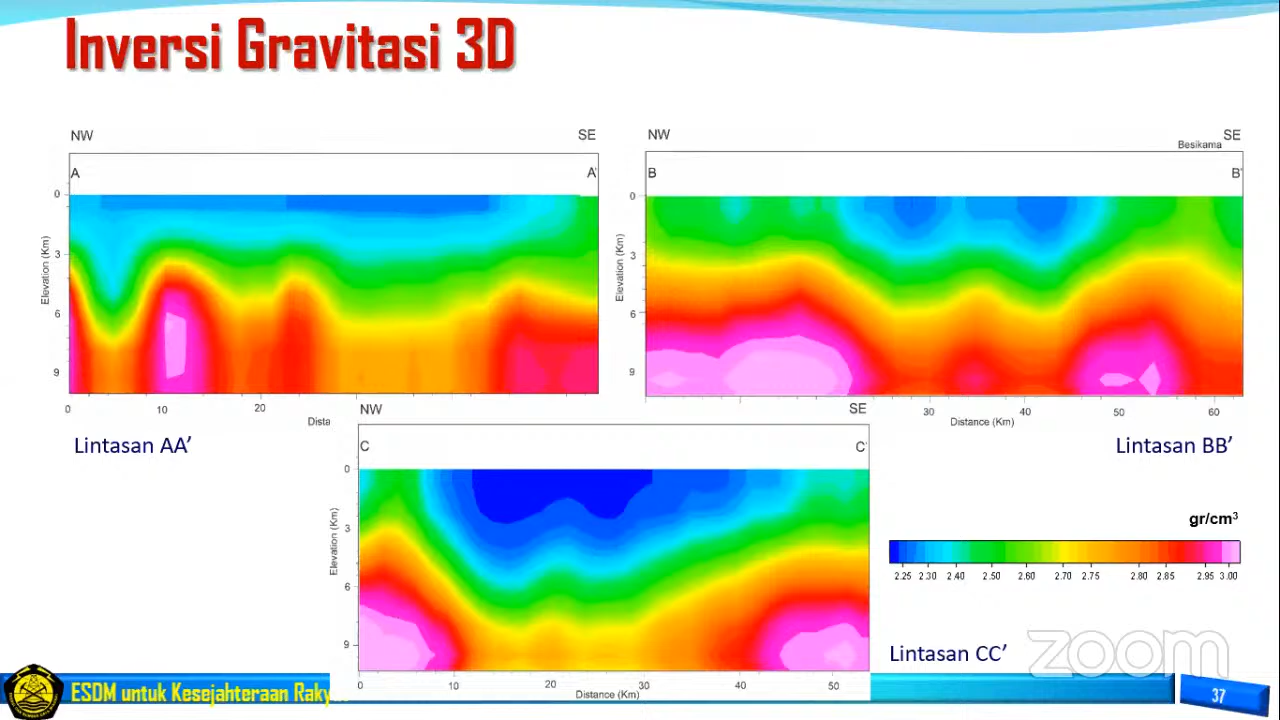 Inversi Gravitasi 3D
NW SE
A A'
0
3
6
9
Elevation (Km)
0 10 20
Dista
Lintasan AA’
NW SE
Besikama
B B'
0
3
6
9
Elevation (Km)
30 40 50 60
Distance (Km)
Lintasan BB’
NW SE
C C'
0
3
6
9
Elevation (Km)
0 10 20 30 50
Distance (Km)
gr/cm³
2.25 2.30 2.40 2.50 2.60 2.70 2.75 2.80 2.85 2.95 3.00
Lintasan CC’
zoom
ESDM untuk Kesejahteraan Raky
37